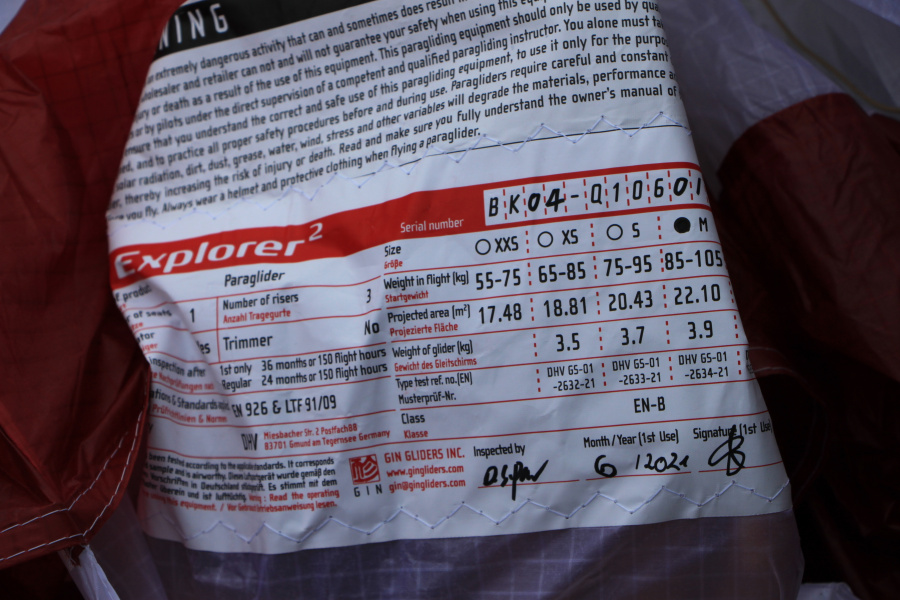 NING
extremely dangerous activity that can and sometimes does result in
wholesaler and retailer can not and will not guarantee your safety when using this
or death as a result of the use of this equipment. This paragliding equipment should only be used by
or by pilots under the direct supervision of a competent and qualified paragliding instructor. You alone must
that you understand the correct and safe use of this paragliding equipment, to use it only for the
and to practice all proper safety procedures before and during use. Paragliders require careful and constant
solar radiation, dirt, dust, grease, water, wind, stress and other variables will degrade the materials, performance
thereby increasing the risk of injury or death. Read and make sure you fully understand the owner's manual of
you fly. Always wear a helmet and protective clothing when flying a paraglider.
Explorer²
Serial number BK04-Q106001
Paraglider
Size XXS XS S M
Größe
Weight in flight (kg) 55-75 65-85 75-95 85-105
Startgewicht
Projected area (m²) 17.48 18.81 20.43 22.10
Projezierte Fläche
Weight of glider (kg) 3.5 3.7 3.9
Gewicht des Gleitschirms
Type test ref. no.(EN) DHV GS-01 DHV GS-01 DHV GS-01
Musterprüf-Nr. -2632-21 -2633-21 -2634-21
Class EN-B
Klasse
1 Number of risers 3
Anzahl Tragegurte
Trimmer No
1st only 36 months or 150 flight hours
Regular 24 months or 150 flight hours
EN 926 & LTF 91/09
DHV Miesbacher Str. 2 Postfach88
83701 Gmund am Tegernsee Germany
GIN
GIN GLIDERS INC.
www.gingliders.com
gin@gingliders.com
Inspected by
Month/Year (1st Use)
6 / 2021
Signature (1st Use)
: Read the operating